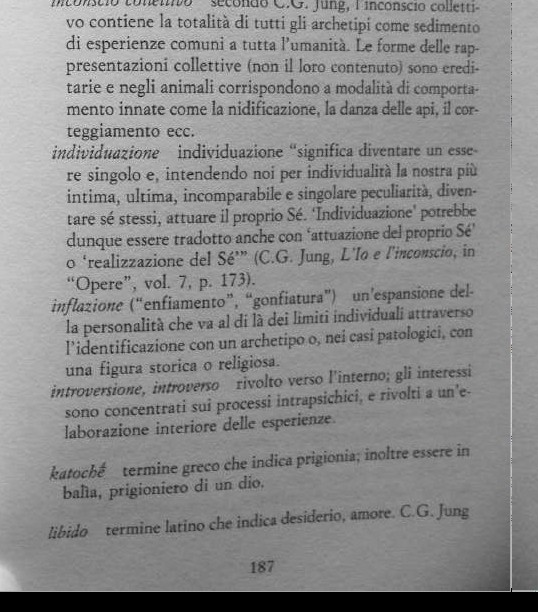 inconscio collettivo secondo C.G. Jung, l'inconscio colletti-
vo contiene la totalità di tutti gli archetipi come sedimento
di esperienze comuni a tutta l'umanità. Le forme delle rap-
presentazioni collettive (non il loro contenuto) sono eredi-
tarie e negli animali corrispondono a modalità di comporta-
mento innate come la nidificazione, la danza delle api, il cor-
teggiamento ecc.
individuazione individuazione “significa diventare un esse-
re singolo e, intendendo noi per individualità la nostra più
intima, ultima, incomparabile e singolare peculiarità, diven-
tare sé stessi, attuare il proprio Sé. ‘Individuazione’ potrebbe
dunque essere tradotto anche con ‘attuazione del proprio Sé’
o ‘realizzazione del Sé’” (C.G. Jung, L'Io e l'inconscio, in
“Opere”, vol. 7, p. 173).
inflazione (“enfiamento”, “gonfiatura”) un'espansione del-
la personalità che va al di là dei limiti individuali attraverso
l'identificazione con un archetipo o, nei casi patologici, con
una figura storica o religiosa.
introversione, introverso rivolto verso l'interno; gli interessi
sono concentrati sui processi intrapsichici, e rivolti a un'e-
laborazione interiore delle esperienze.
katoché termine greco che indica prigionia; inoltre essere in
balìa, prigioniero di un dio.
libido termine latino che indica desiderio, amore. C.G. Jung
187